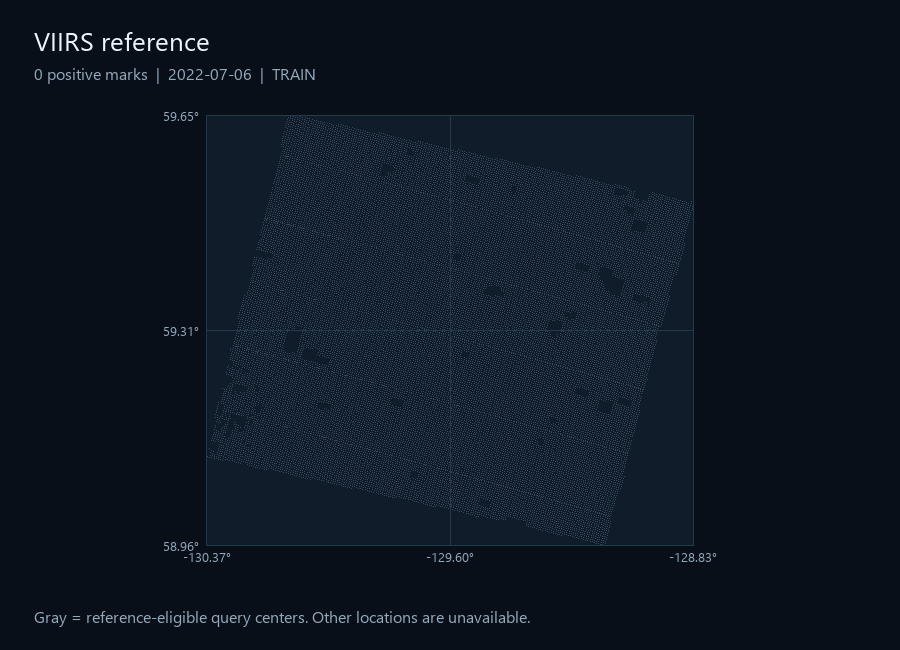 VIIRS reference
0 positive marks | 2022-07-06 | TRAIN
59.65°
59.31°
58.96°
-130.37° -129.60° -128.83°
Gray = reference-eligible query centers. Other locations are unavailable.